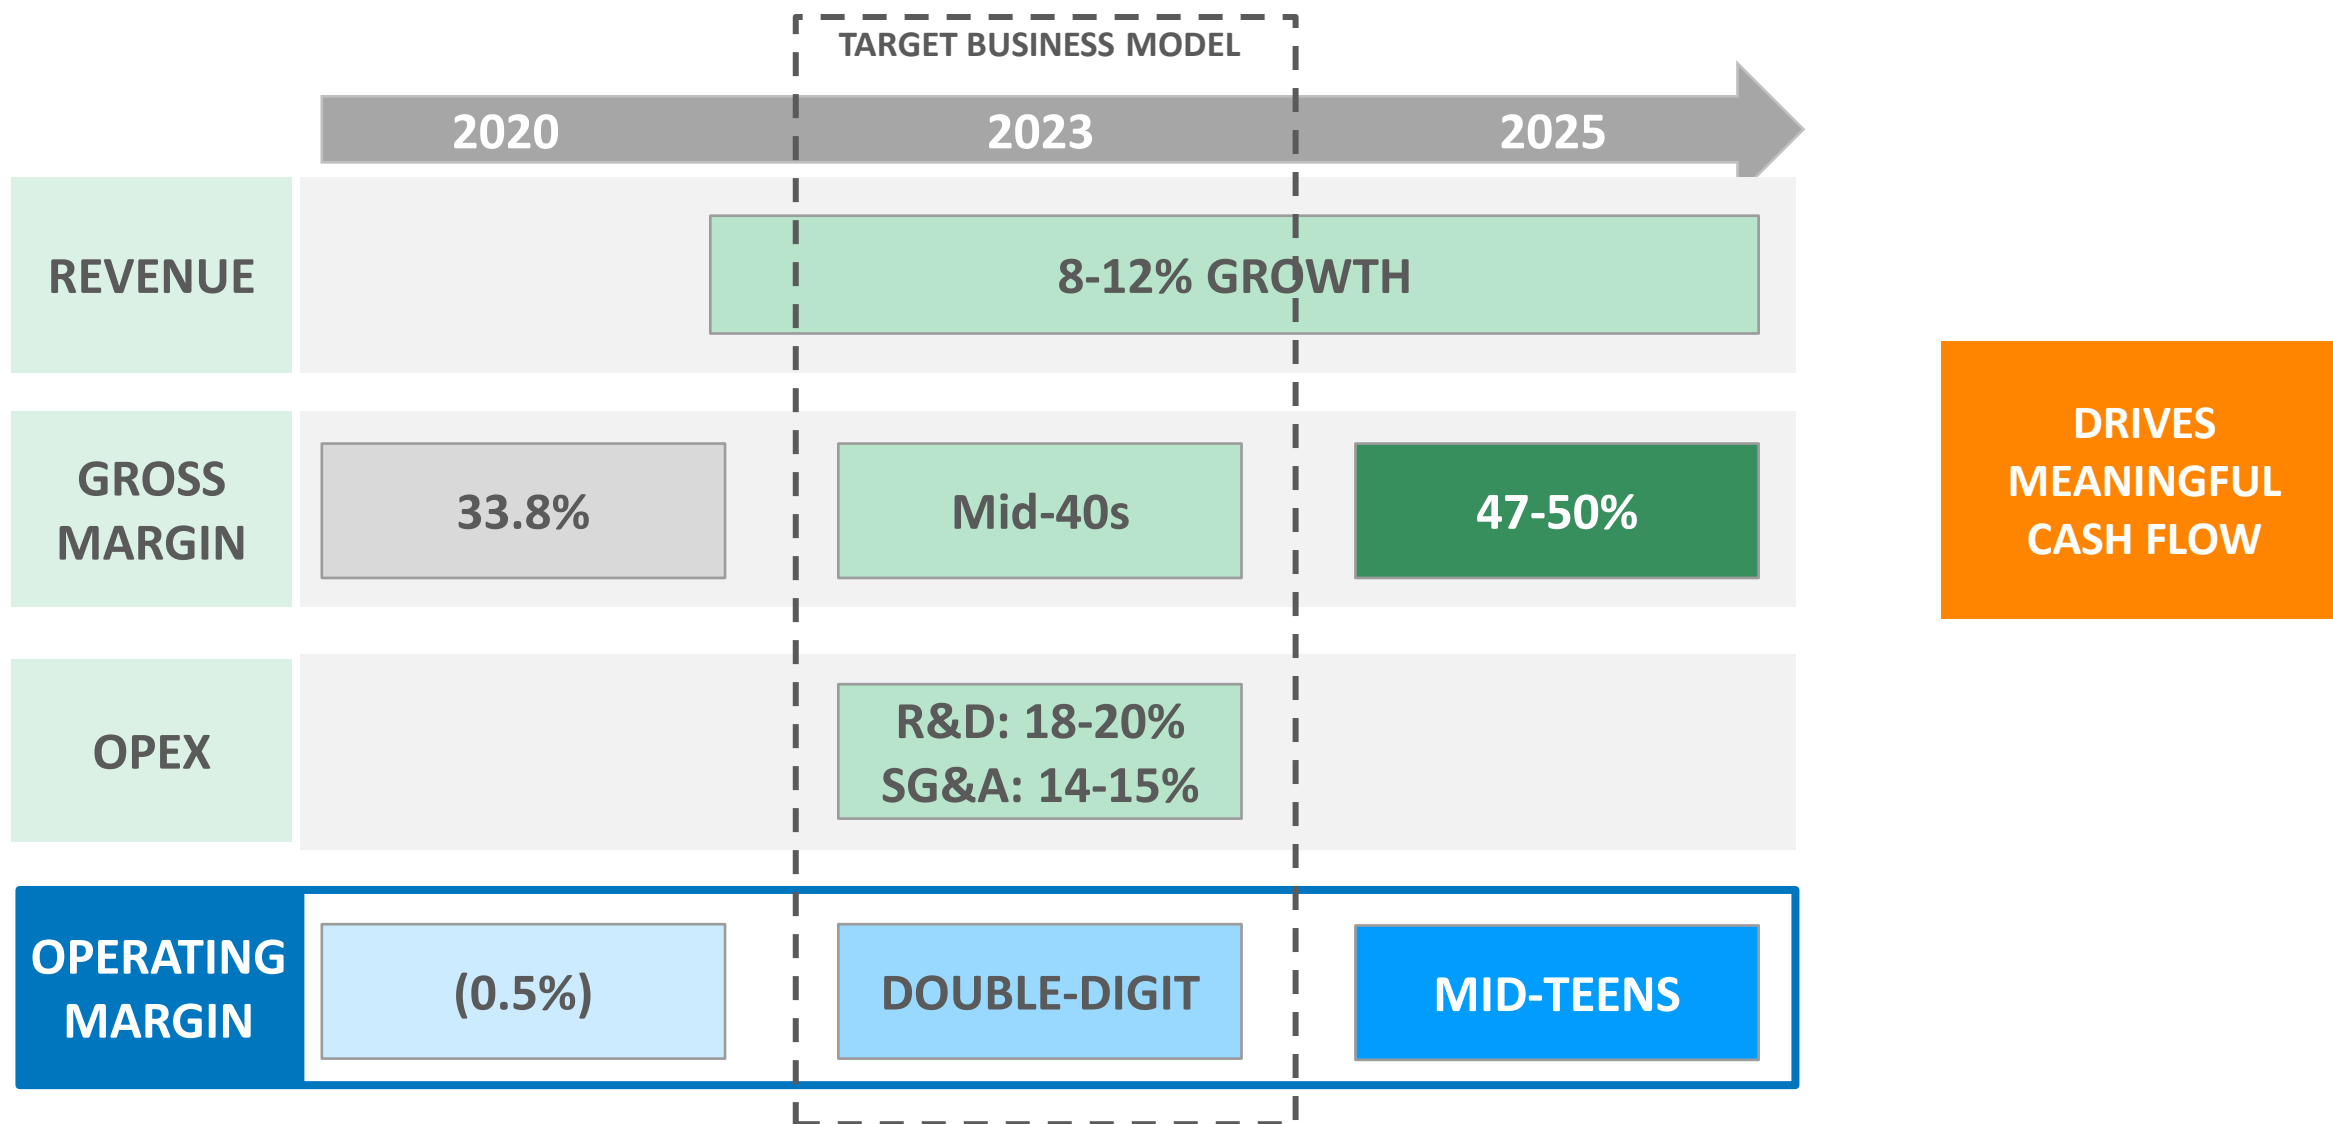 TARGET BUSINESS MODEL
2020
2023
2025
REVENUE
8-12% GROWTH
GROSS
MARGIN
33.8%
Mid-40s
47-50%
DRIVES
MEANINGFUL
CASH FLOW
OPEX
R&D: 18-20%
SG&A: 14-15%
OPERATING
MARGIN
(0.5%)
DOUBLE-DIGIT
MID-TEENS